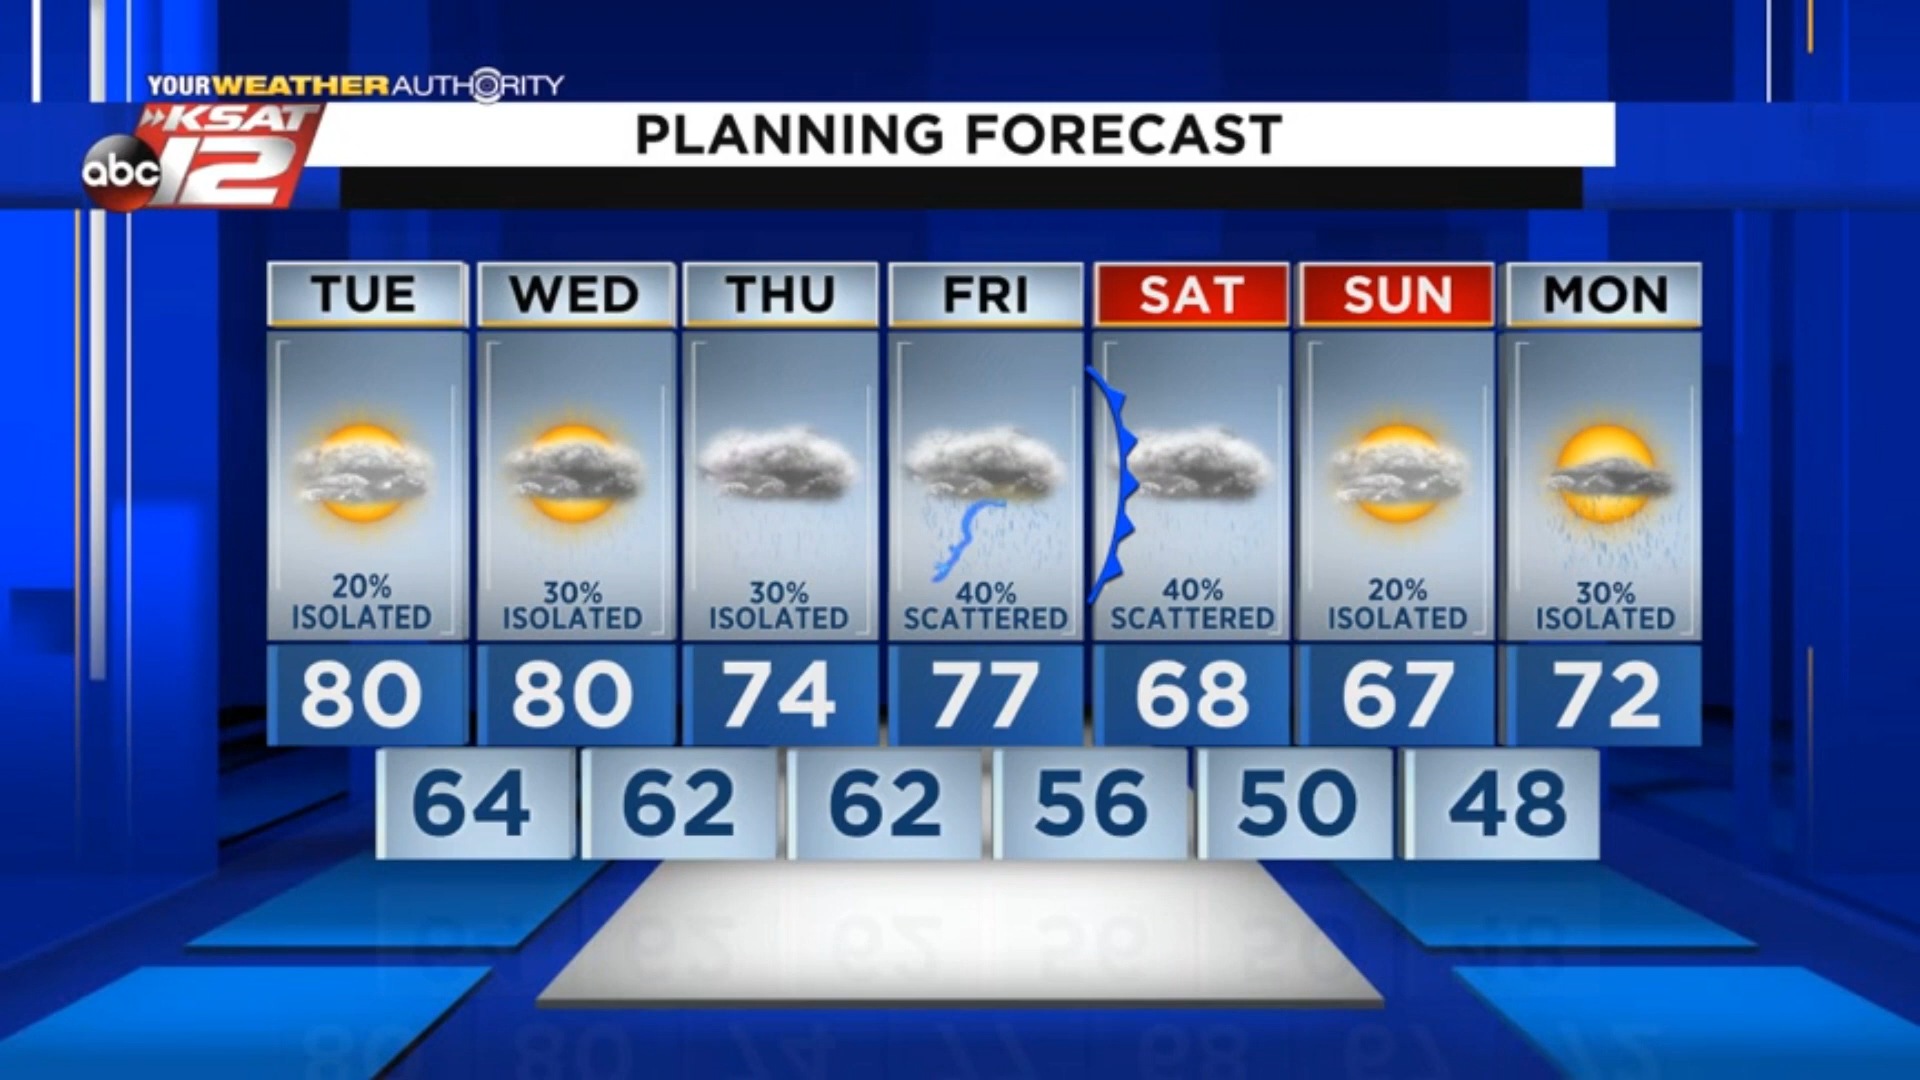 YOURWEATHERAUTHORITY
KSAT
abc 12
PLANNING FORECAST
TUE WED THU FRI SAT SUN MON
20% 30% 30% 40% 40% 20% 30%
ISOLATED ISOLATED ISOLATED SCATTERED SCATTERED ISOLATED ISOLATED
80 80 74 77 68 67 72
64 62 62 56 50 48